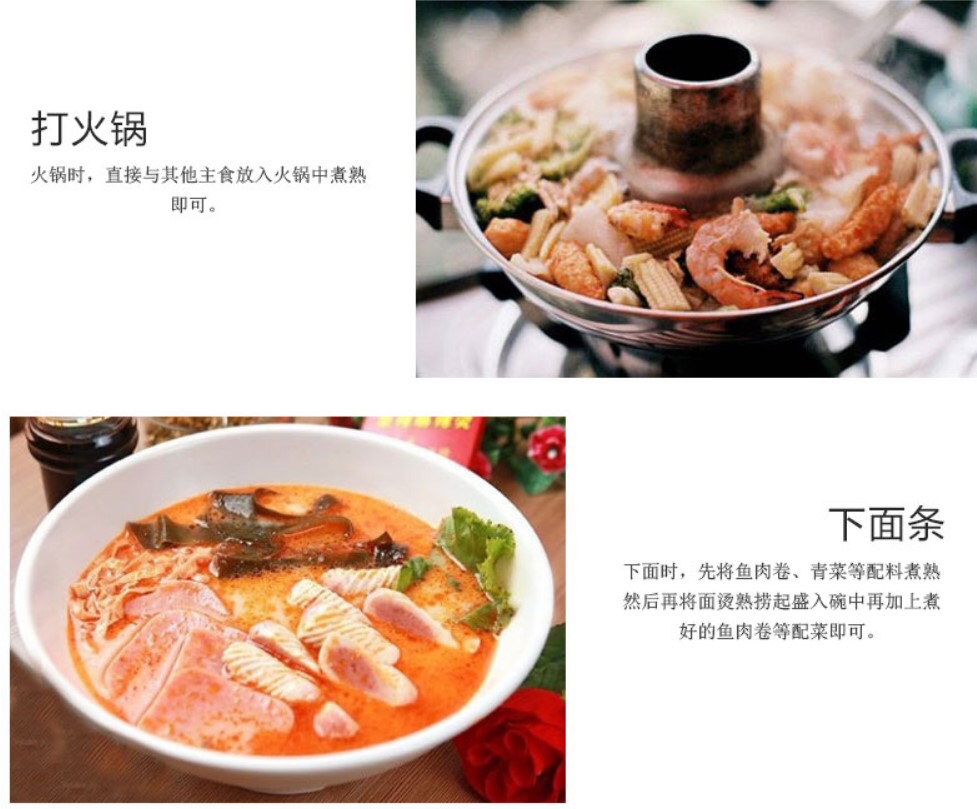 打火锅
火锅时，直接与其他主食放入火锅中煮熟
即可。
下面条
下面时，先将鱼肉卷、青菜等配料煮熟
然后再将面烫熟捞起盛入碗中再加上煮
好的鱼肉卷等配菜即可。